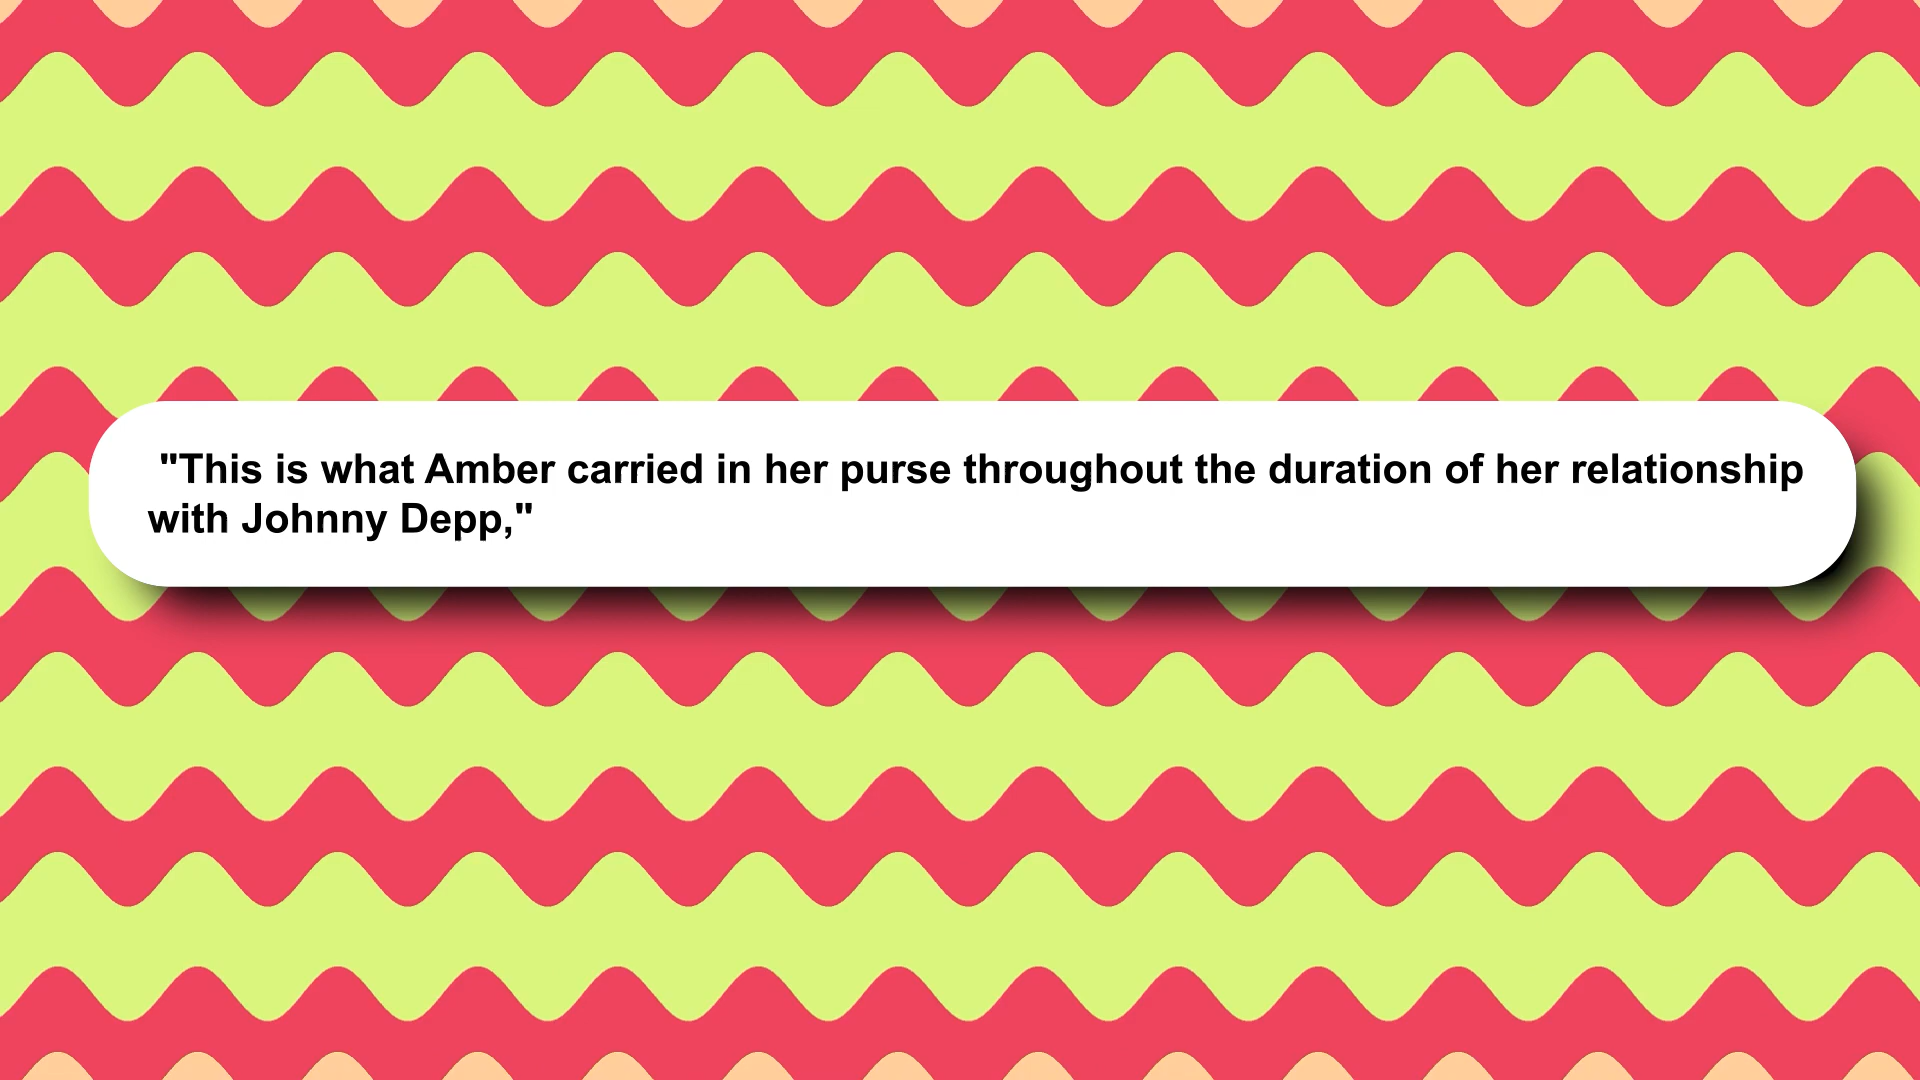 "This is what Amber carried in her purse throughout the duration of her relationship
with Johnny Depp,"